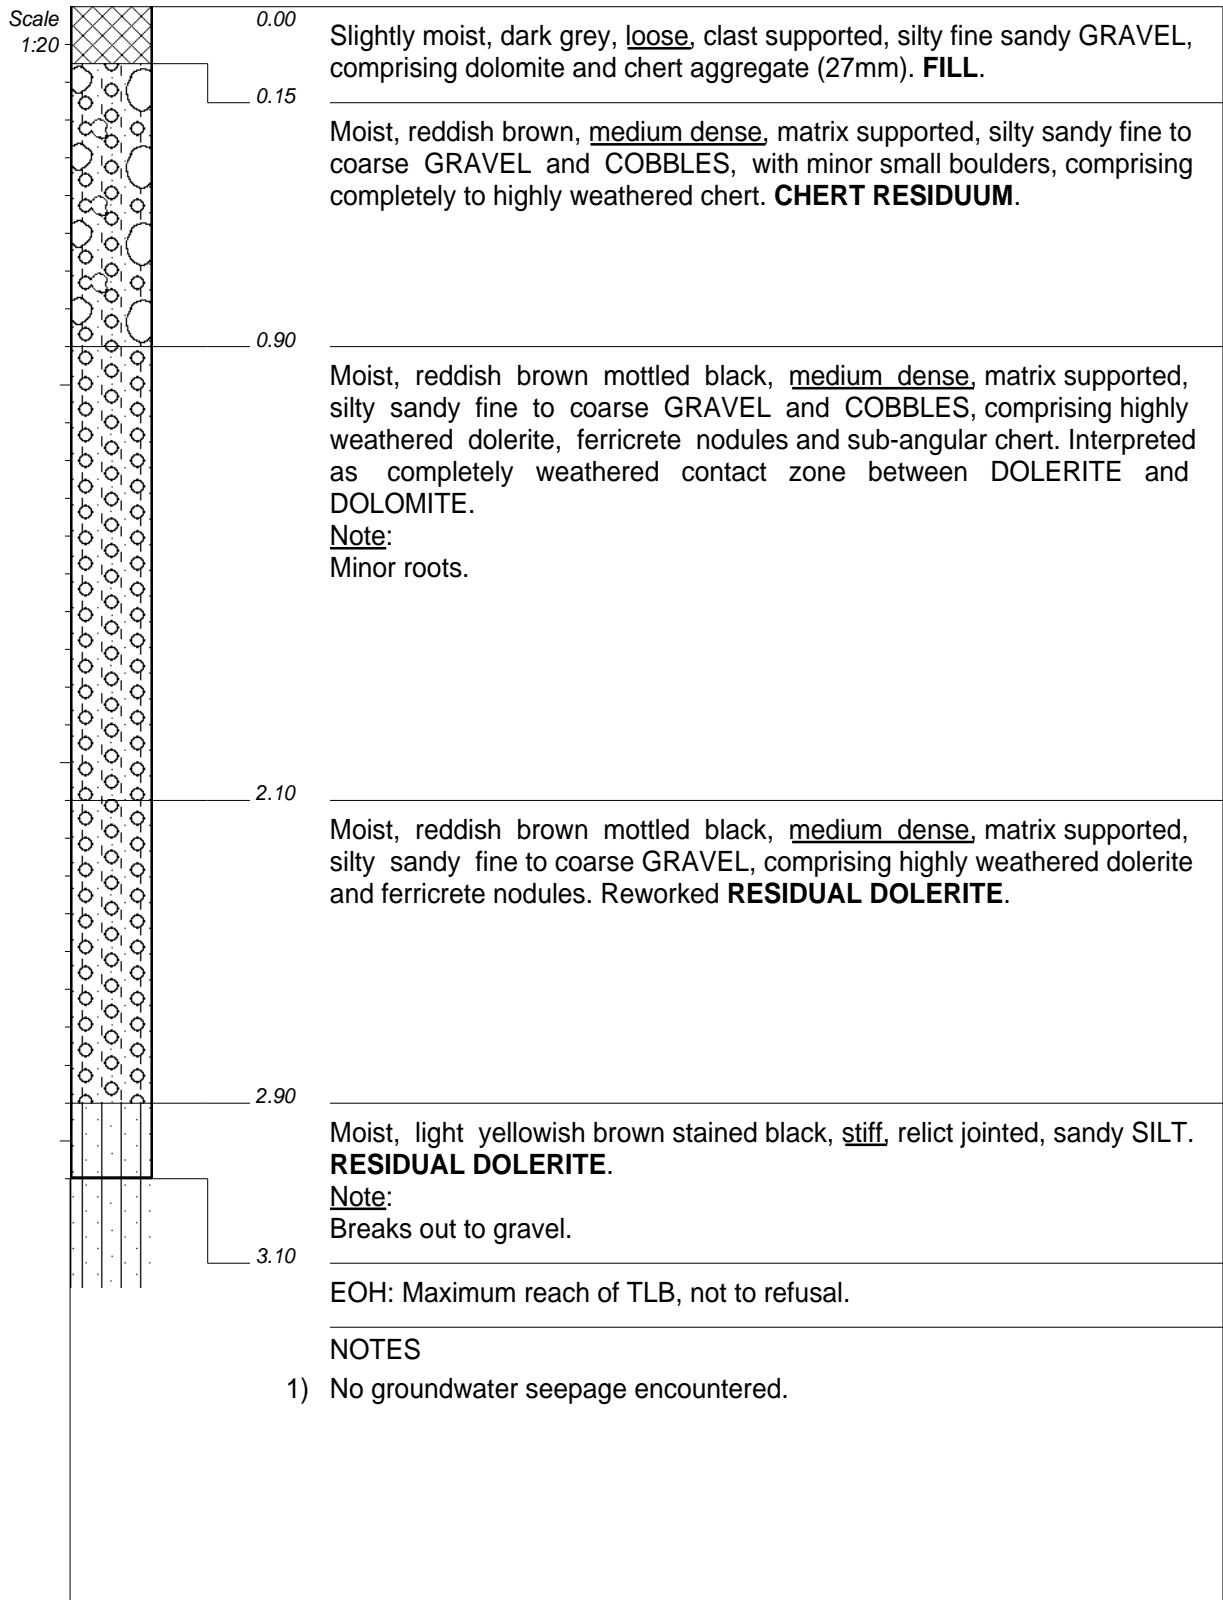 Scale
1:20
0.00
Slightly moist, dark grey, loose, clast supported, silty fine sandy GRAVEL,
comprising dolomite and chert aggregate (27mm). FILL.
0.15
Moist, reddish brown, medium dense, matrix supported, silty sandy fine to
coarse GRAVEL and COBBLES, with minor small boulders, comprising
completely to highly weathered chert. CHERT RESIDUUM.
0.90
Moist, reddish brown mottled black, medium dense, matrix supported,
silty sandy fine to coarse GRAVEL and COBBLES, comprising highly
weathered dolerite, ferricrete nodules and sub-angular chert. Interpreted
as completely weathered contact zone between DOLERITE and
DOLOMITE.
Note:
Minor roots.
2.10
Moist, reddish brown mottled black, medium dense, matrix supported,
silty sandy fine to coarse GRAVEL, comprising highly weathered dolerite
and ferricrete nodules. Reworked RESIDUAL DOLERITE.
2.90
Moist, light yellowish brown stained black, stiff, relict jointed, sandy SILT.
RESIDUAL DOLERITE.
Note:
Breaks out to gravel.
3.10
EOH: Maximum reach of TLB, not to refusal.
NOTES
1) No groundwater seepage encountered.